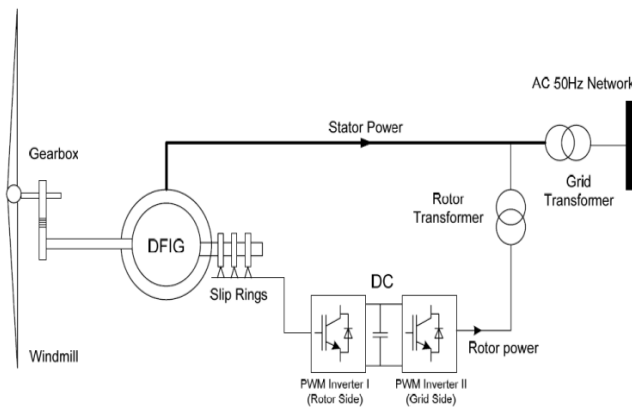 AC 50Hz Network
Stator Power
Gearbox
Rotor
Transformer
Grid
Transformer
DFIG
Slip Rings
DC
Rotor power
Windmill
PWM Inverter I
(Rotor Side)
PWM Inverter II
(Grid Side)